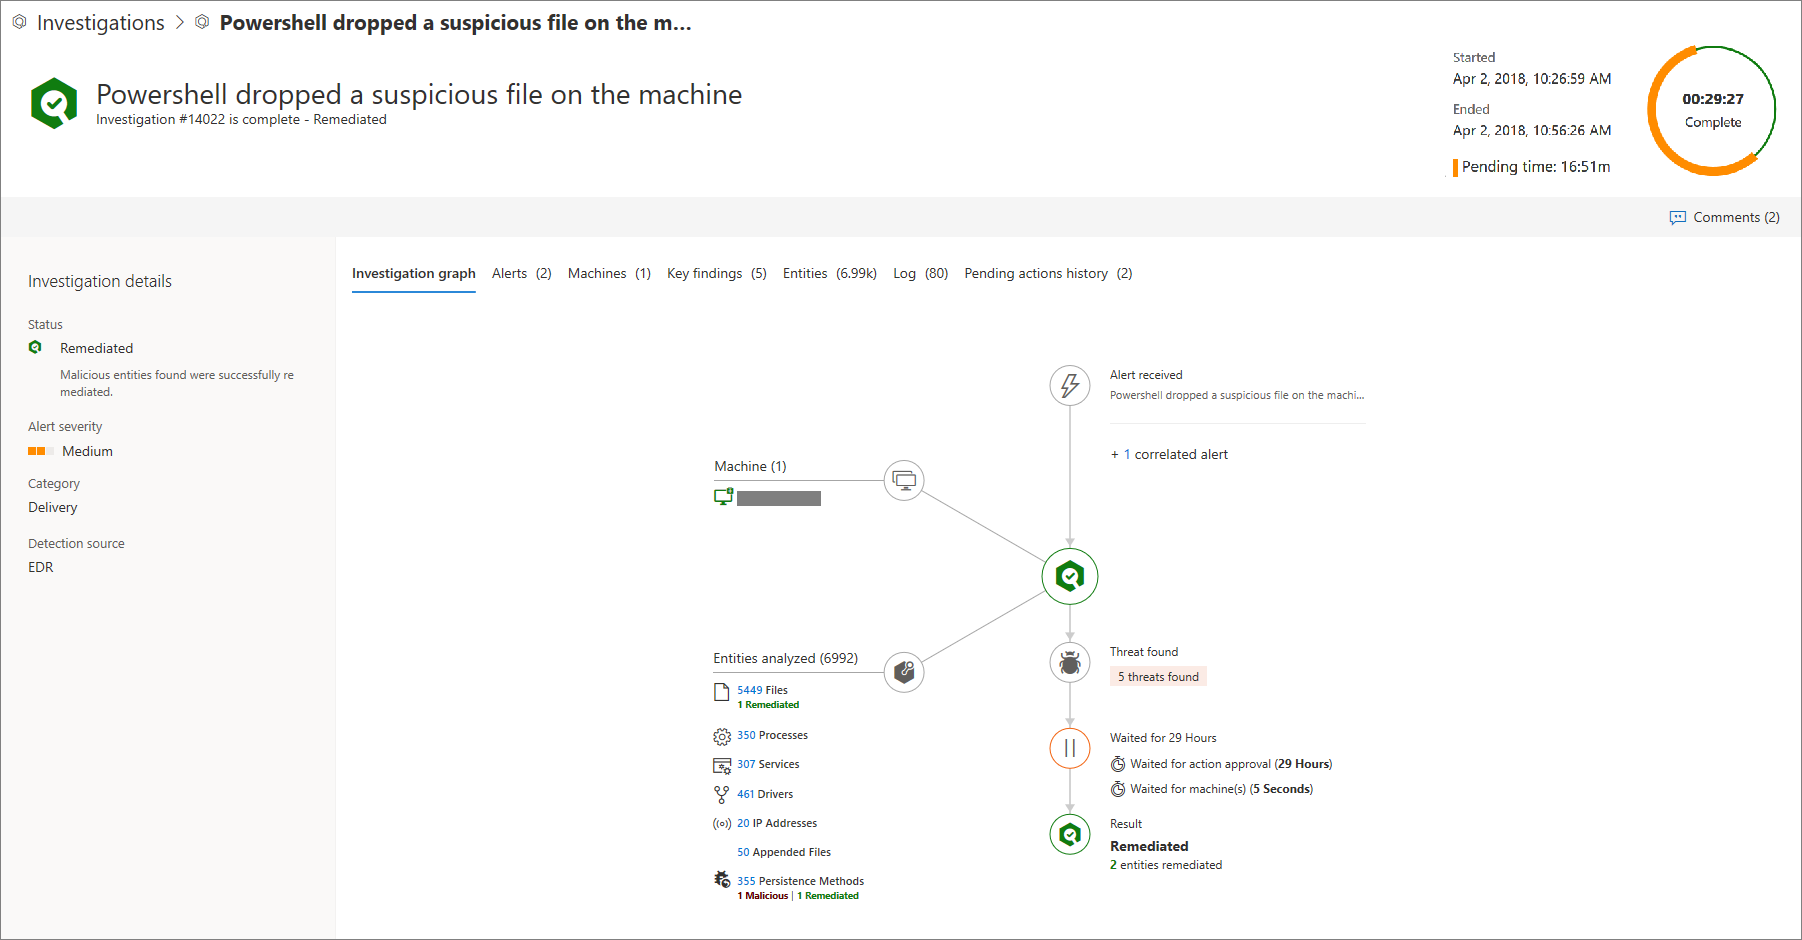 Investigations > Powershell dropped a suspicious file on the m...
Powershell dropped a suspicious file on the machine
Investigation #14022 is complete - Remediated
Started
Apr 2, 2018, 10:26:59 AM
Ended
Apr 2, 2018, 10:56:26 AM
Pending time: 16:51m
00:29:27
Complete
Comments (2)
Investigation details
Status
Remediated
Malicious entities found were successfully re
mediated.
Alert severity
Medium
Category
Delivery
Detection source
EDR
Investigation graph Alerts (2) Machines (1) Key findings (5) Entities (6.99k) Log (80) Pending actions history (2)
Alert received
Powershell dropped a suspicious file on the machi...
+ 1 correlated alert
Machine (1)
Entities analyzed (6992)
5449 Files
1 Remediated
350 Processes
307 Services
461 Drivers
20 IP Addresses
50 Appended Files
355 Persistence Methods
1 Malicious | 1 Remediated
Threat found
5 threats found
Waited for 29 Hours
Waited for action approval (29 Hours)
Waited for machine(s) (5 Seconds)
Result
Remediated
2 entities remediated